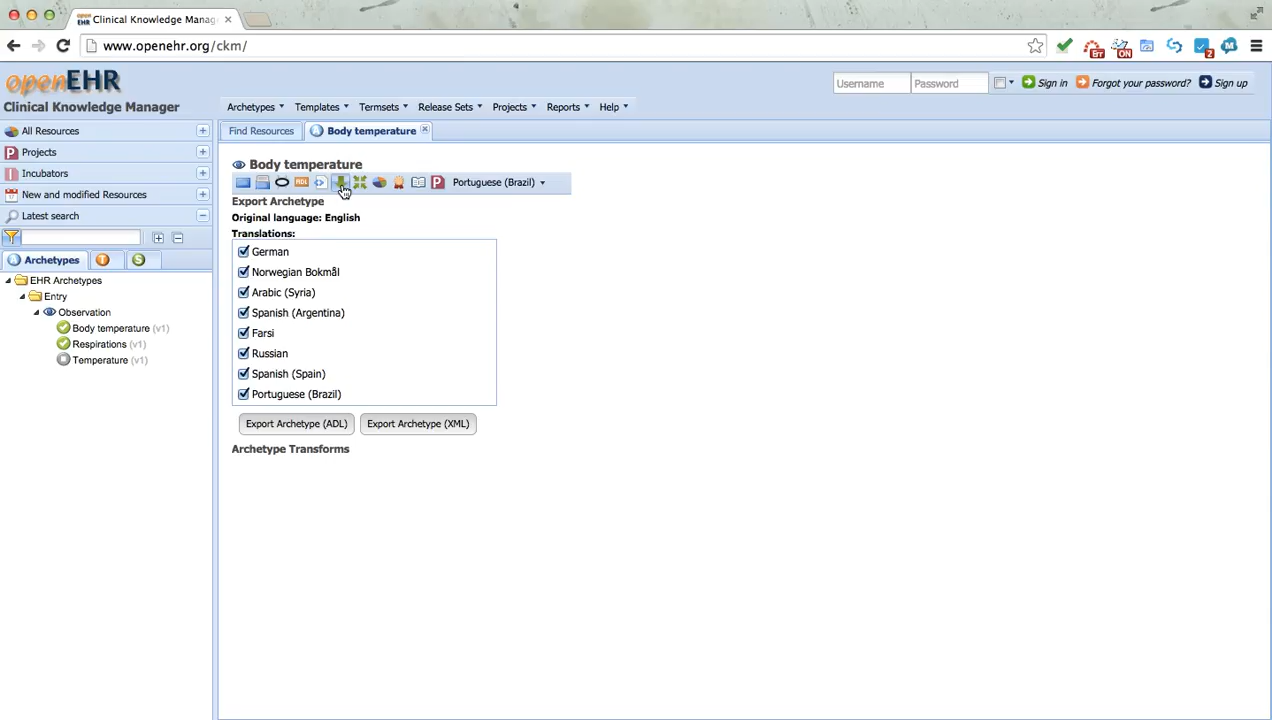 Clinical Knowledge Mana
www.openehr.org/ckm/
ON
2
openEHR
Clinical Knowledge Manager
Username
Password
Sign in
Forgot your password?
Sign up
Archetypes
Templates
Termsets
Release Sets
Projects
Reports
Help
All Resources
Projects
Incubators
New and modified Resources
Latest search
Archetypes
T
S
EHR Archetypes
Entry
Observation
Body temperature (v1)
Respirations (v1)
Temperature (v1)
Find Resources
Body temperature
Body temperature
ADL
Portuguese (Brazil)
Export Archetype
Original language: English
Translations:
German
Norwegian Bokmål
Arabic (Syria)
Spanish (Argentina)
Farsi
Russian
Spanish (Spain)
Portuguese (Brazil)
Export Archetype (ADL)
Export Archetype (XML)
Archetype Transforms